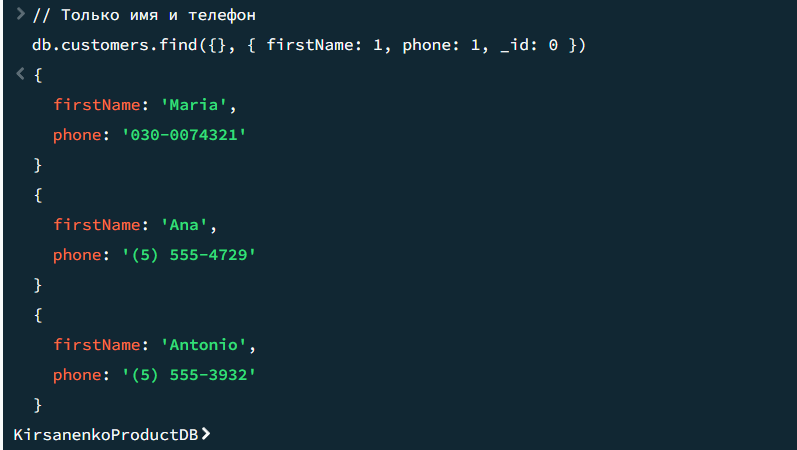 > // Только имя и телефон
db.customers.find({}, { firstName: 1, phone: 1, _id: 0 })
< {
firstName: 'Maria',
phone: '030-0074321'
}
{
firstName: 'Ana',
phone: '(5) 555-4729'
}
{
firstName: 'Antonio',
phone: '(5) 555-3932'
}
KirsanenkoProductDB>